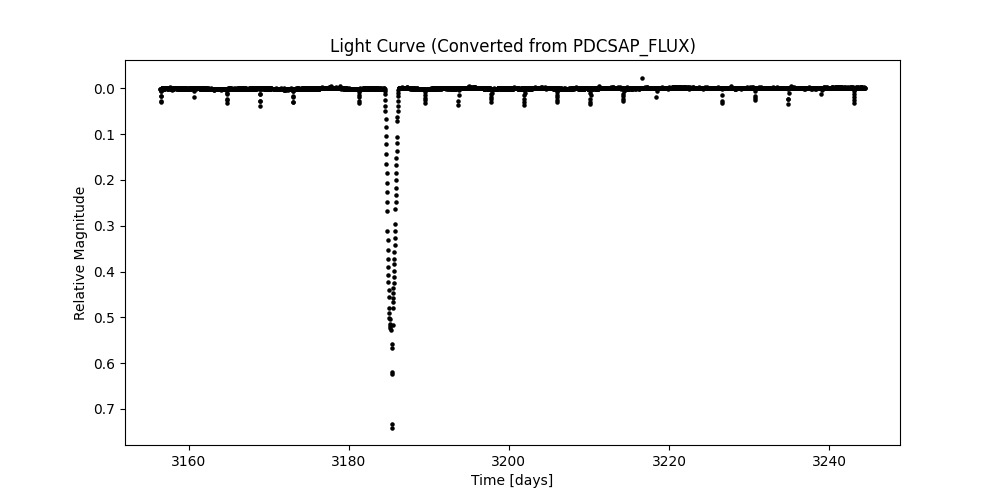 Light Curve (Converted from PDCSAP_FLUX)
0.0
0.1
0.2
0.3
0.4
0.5
0.6
0.7
Relative Magnitude
3160 3180 3200 3220 3240
Time [days]